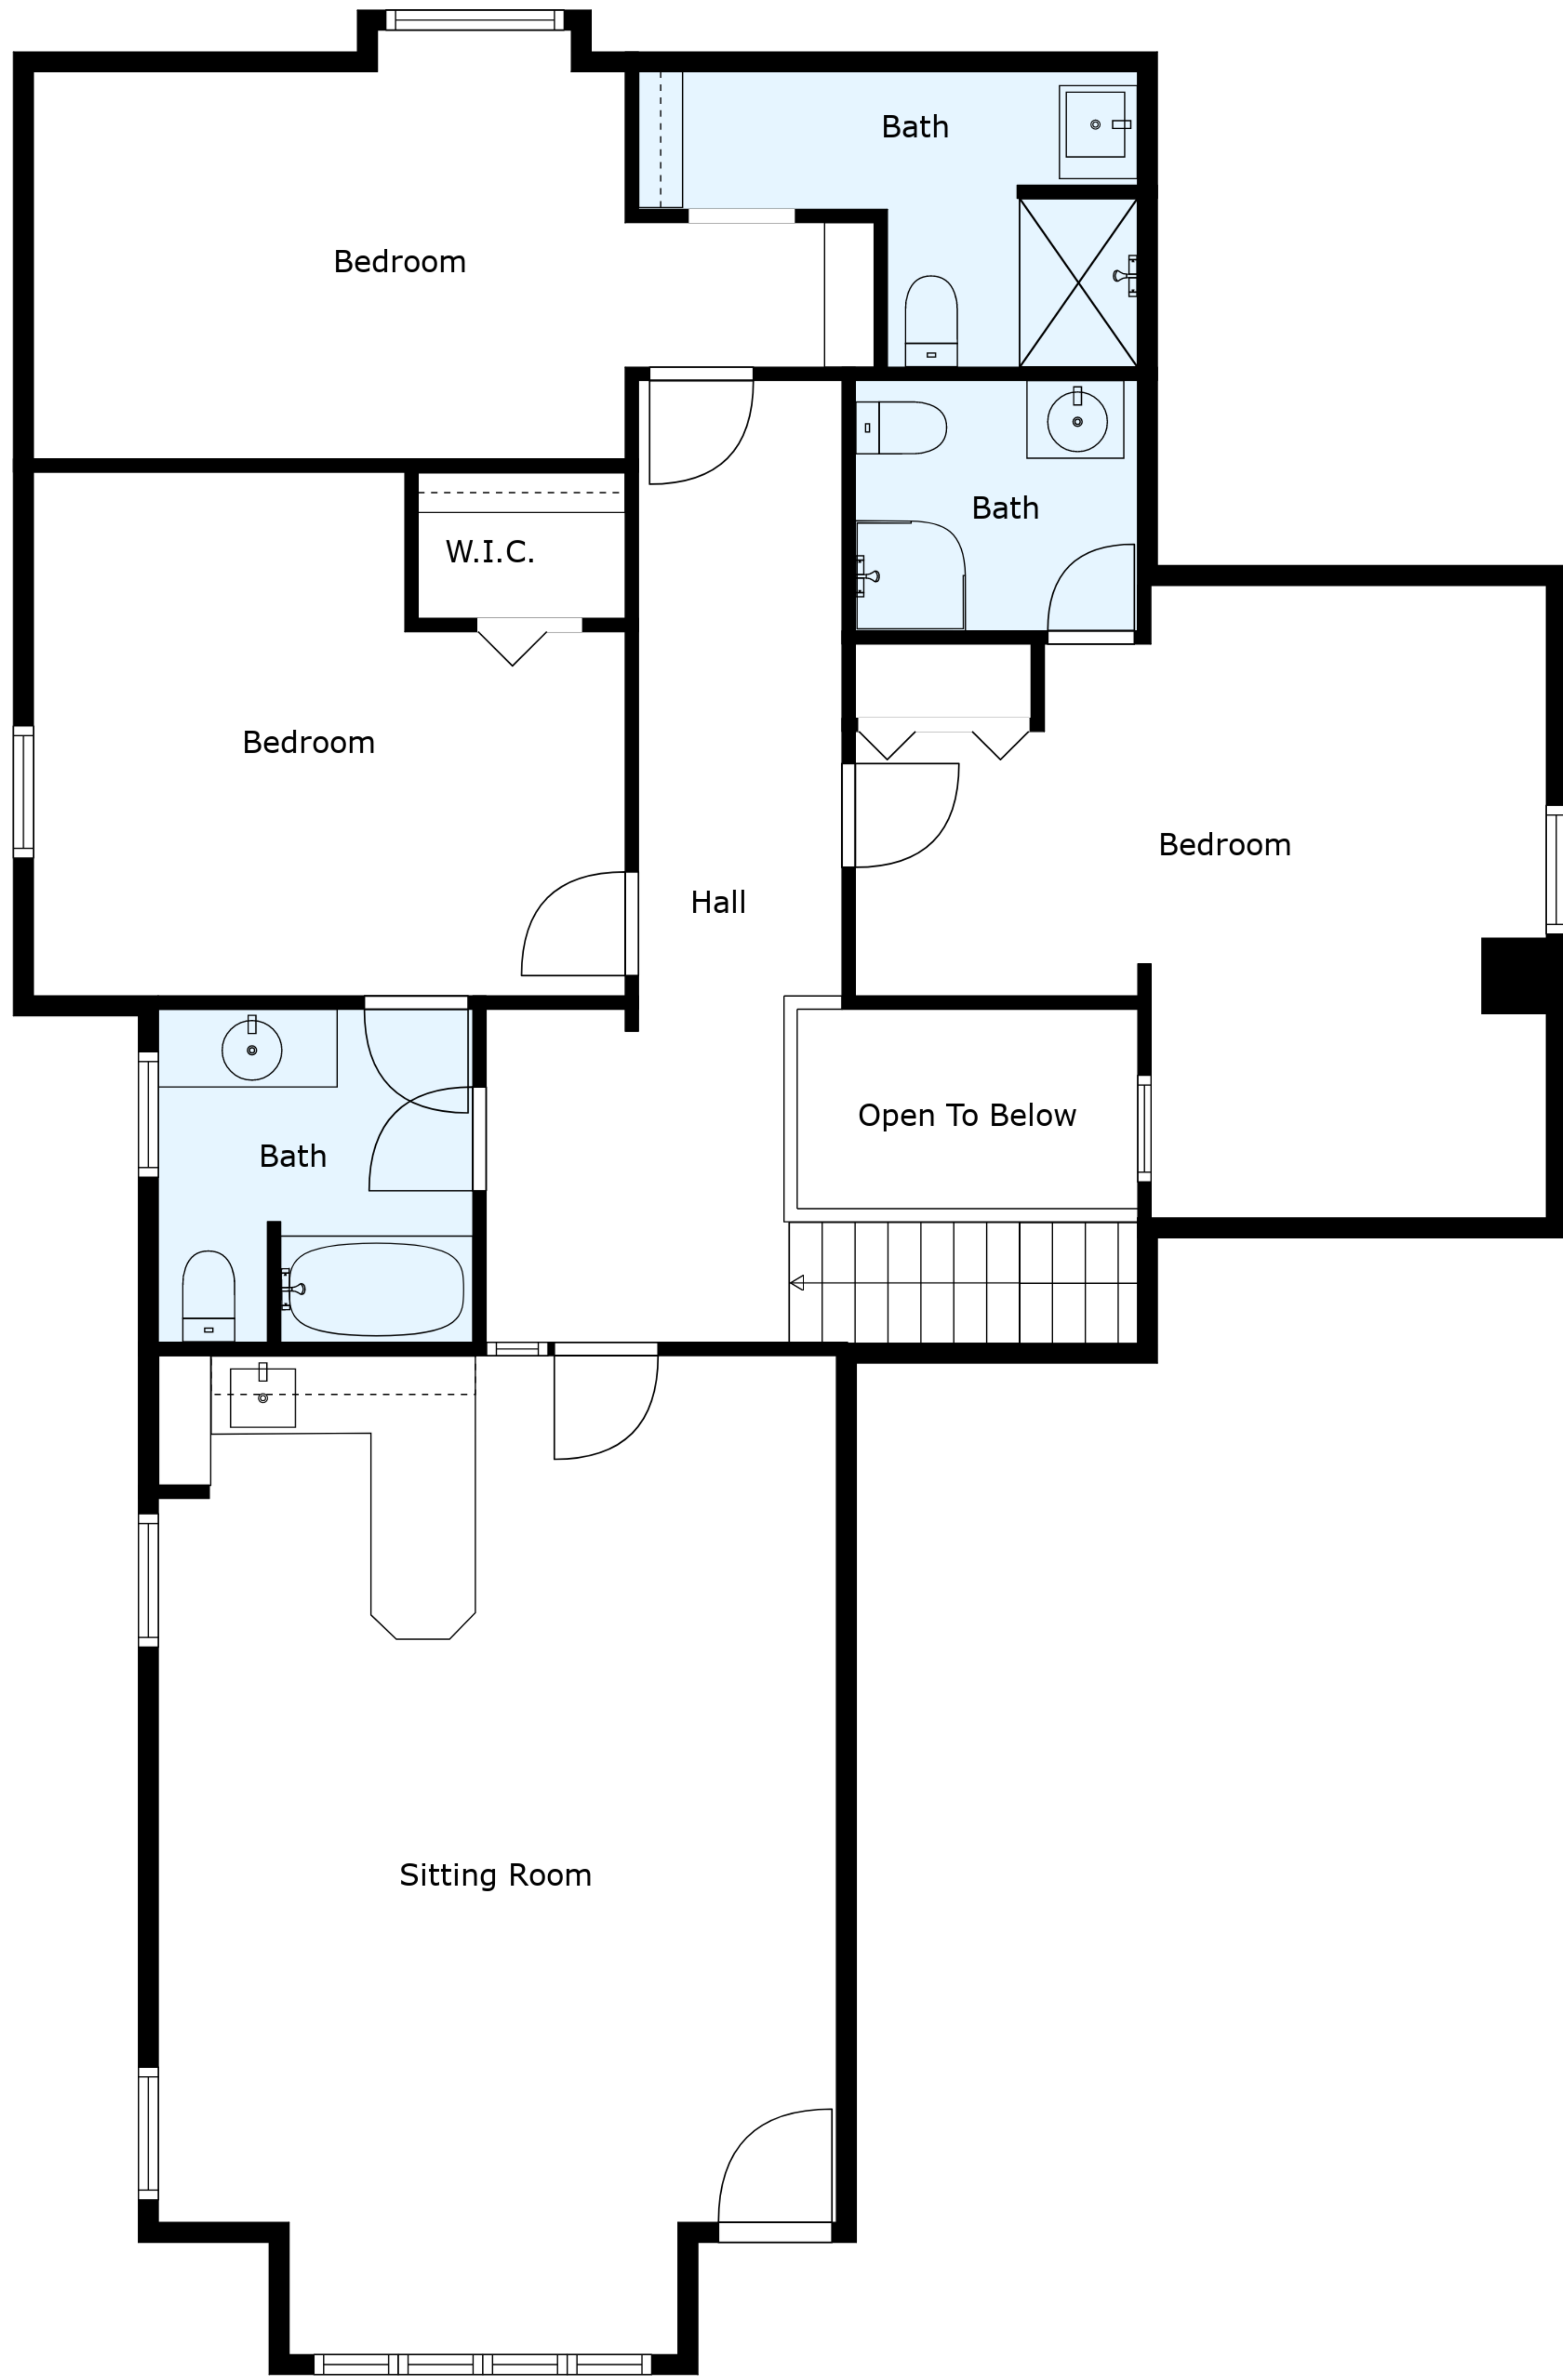 Bath
Bedroom
Bath
W.I.C.
Bedroom
Bedroom
Hall
Open To Below
Bath
Sitting Room